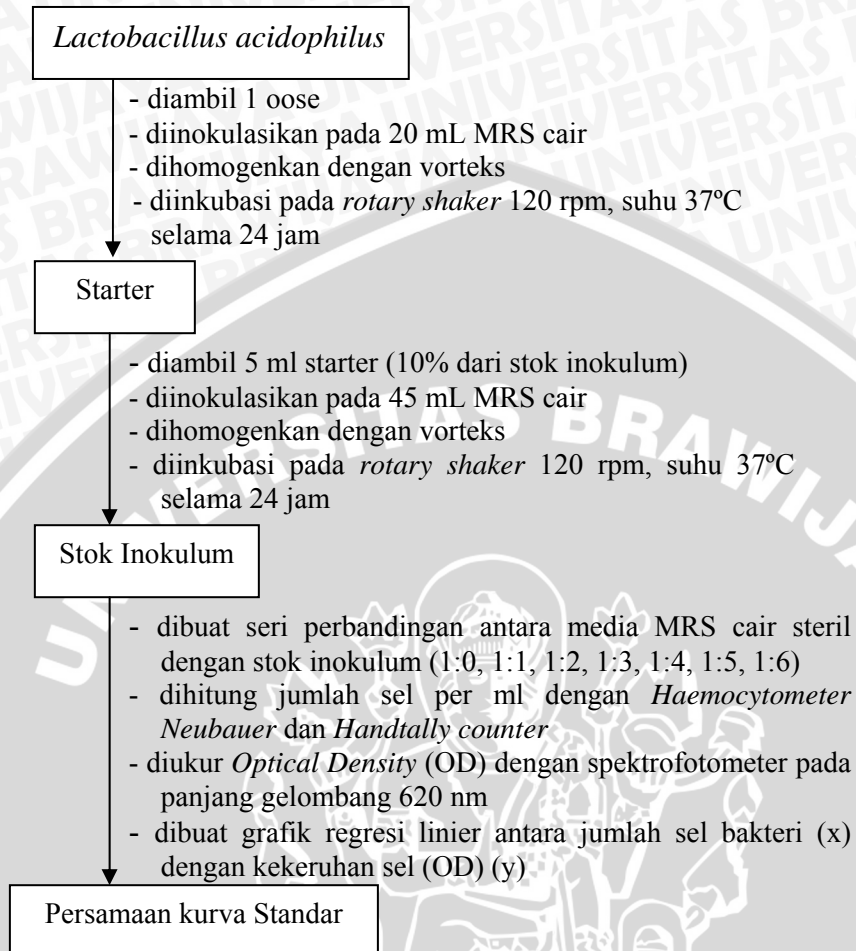 Lactobacillus acidophilus
- diambil 1 oose
- diinokulasikan pada 20 mL MRS cair
- dihomogenkan dengan vorteks
- diinkubasi pada rotary shaker 120 rpm, suhu 37ºC
selama 24 jam
Starter
- diambil 5 ml starter (10% dari stok inokulum)
- diinokulasikan pada 45 mL MRS cair
- dihomogenkan dengan vorteks
- diinkubasi pada rotary shaker 120 rpm, suhu 37ºC
selama 24 jam
Stok Inokulum
- dibuat seri perbandingan antara media MRS cair steril
dengan stok inokulum (1:0, 1:1, 1:2, 1:3, 1:4, 1:5, 1:6)
- dihitung jumlah sel per ml dengan Haemocytometer
Neubauer dan Handtally counter
- diukur Optical Density (OD) dengan spektrofotometer pada
panjang gelombang 620 nm
- dibuat grafik regresi linier antara jumlah sel bakteri (x)
dengan kekeruhan sel (OD) (y)
Persamaan kurva Standar
UNIVERSITAS BRAWIJA